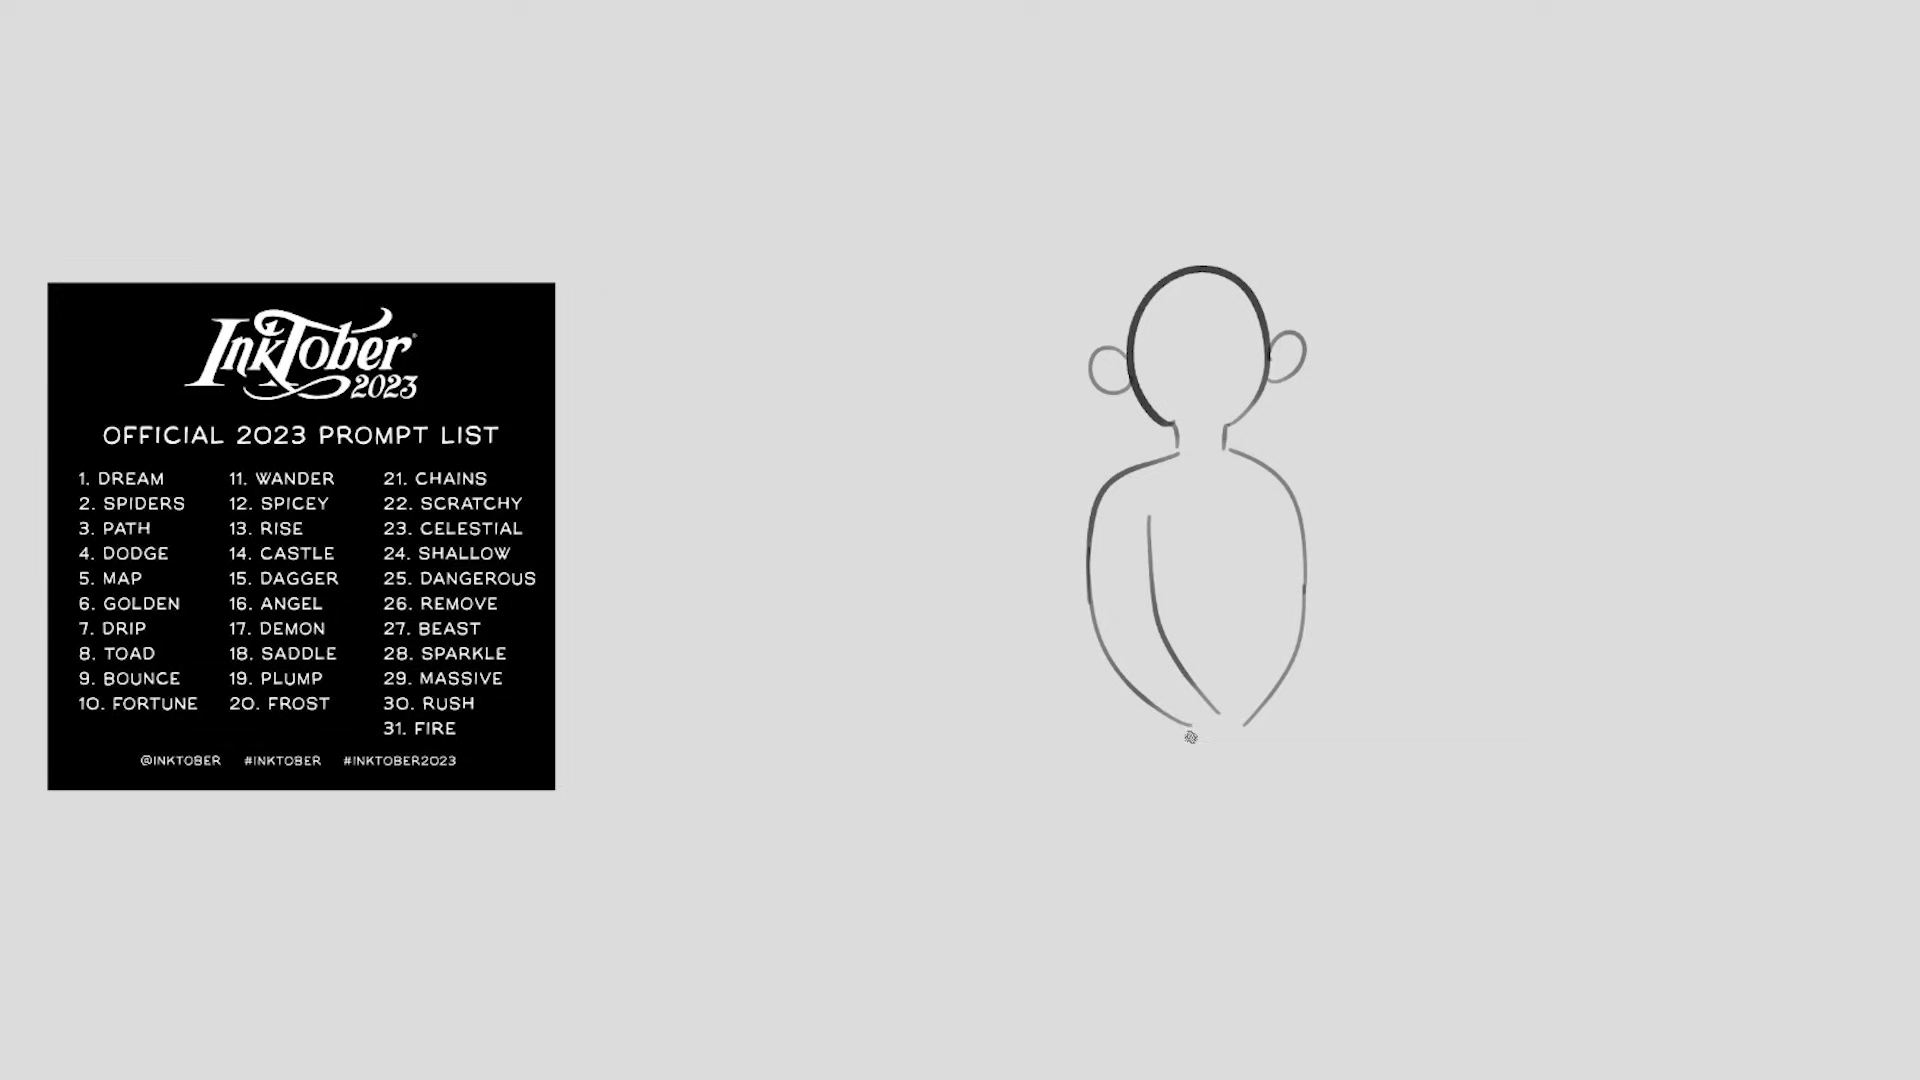 InkTober
2023
OFFICIAL 2023 PROMPT LIST
1. DREAM
2. SPIDERS
3. PATH
4. DODGE
5. MAP
6. GOLDEN
7. DRIP
8. TOAD
9. BOUNCE
10. FORTUNE
11. WANDER
12. SPICEY
13. RISE
14. CASTLE
15. DAGGER
16. ANGEL
17. DEMON
18. SADDLE
19. PLUMP
20. FROST
21. CHAINS
22. SCRATCHY
23. CELESTIAL
24. SHALLOW
25. DANGEROUS
26. REMOVE
27. BEAST
28. SPARKLE
29. MASSIVE
30. RUSH
31. FIRE
@INKTOBER #INKTOBER #INKTOBER2023